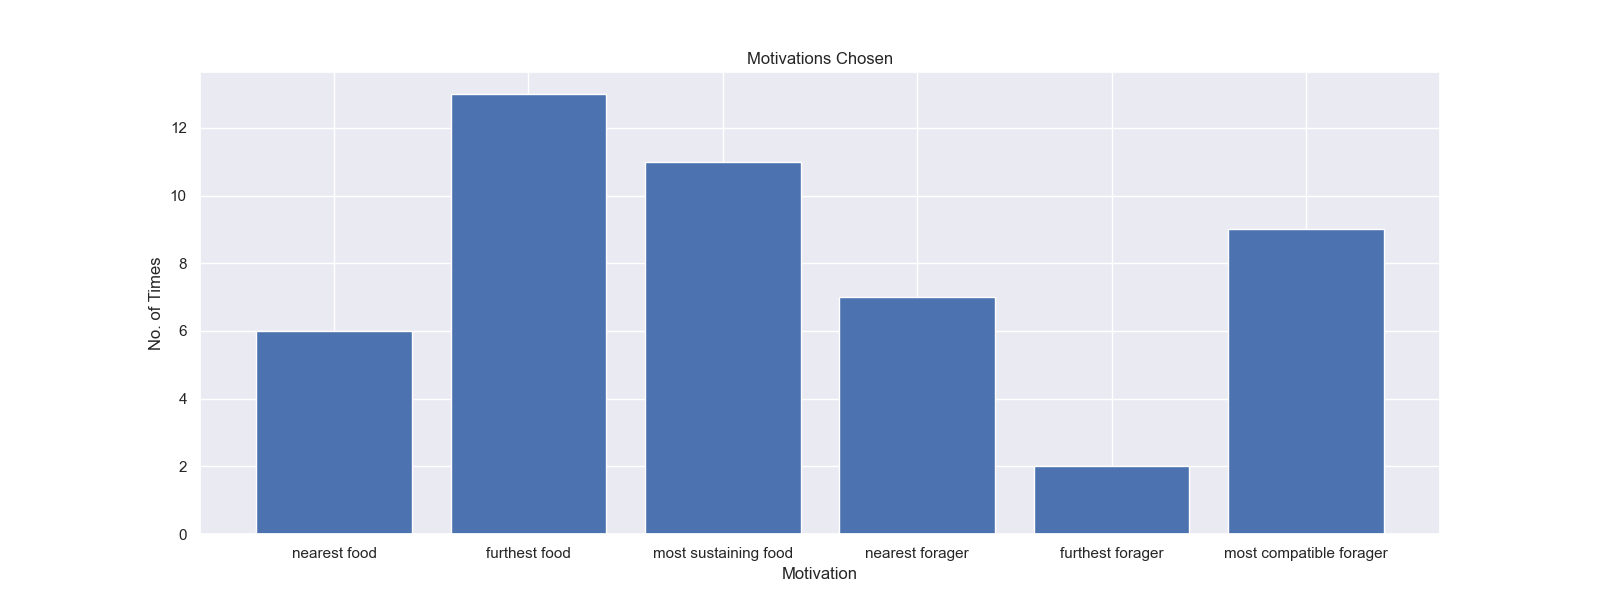 Motivations Chosen
No. of Times
12
10
8
6
4
2
0
nearest food
furthest food
most sustaining food
nearest forager
furthest forager
most compatible forager
Motivation